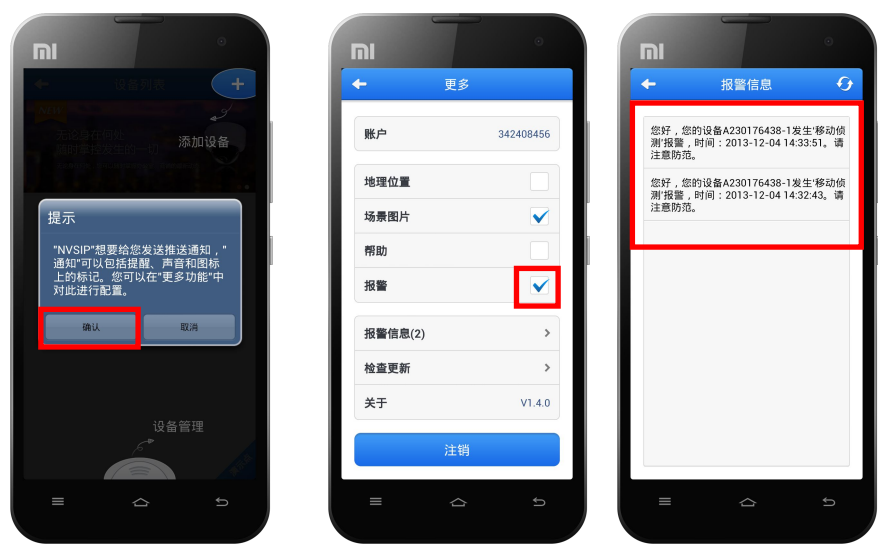 MI
设备列表
+
添加设备
提示
"NVSIP"想要给您发送推送通知，"
通知"可以包括提醒、声音和图标
上的标记。您可以在"更多功能"中
对此进行配置。
确认
取消
设备管理
MI
更多
账户
342408456
地理位置
场景图片
帮助
报警
报警信息(2)
检查更新
关于
V1.4.0
注销
MI
报警信息
您好，您的设备A230176438-1发生'移动侦
测'报警，时间：2013-12-04 14:33:51。请
注意防范。
您好，您的设备A230176438-1发生'移动侦
测'报警，时间：2013-12-04 14:32:43。请
注意防范。